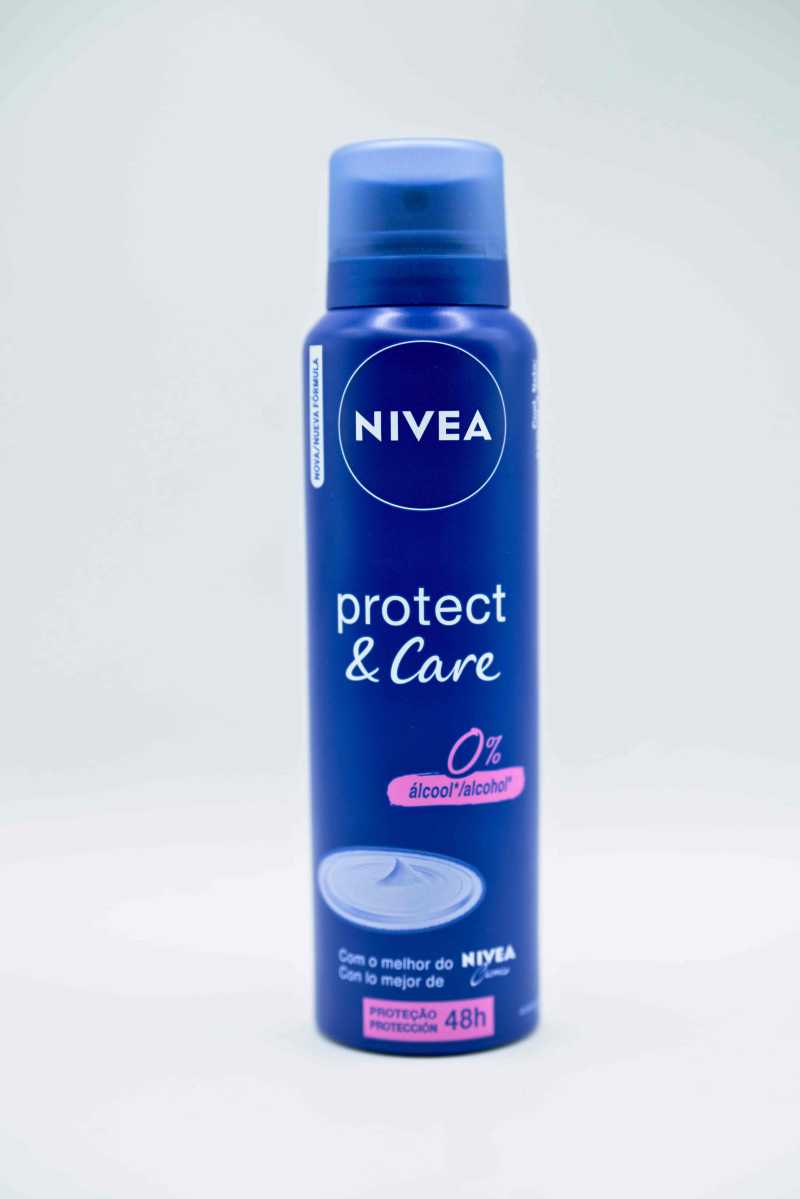 NIVEA
NOVA/NUEVA FÓRMULA
protect
& Care
0%
álcool*/alcohol*
Com o melhor do
Con lo mejor de
NIVEA
Creme
PROTEÇÃO
PROTECCIÓN
48h